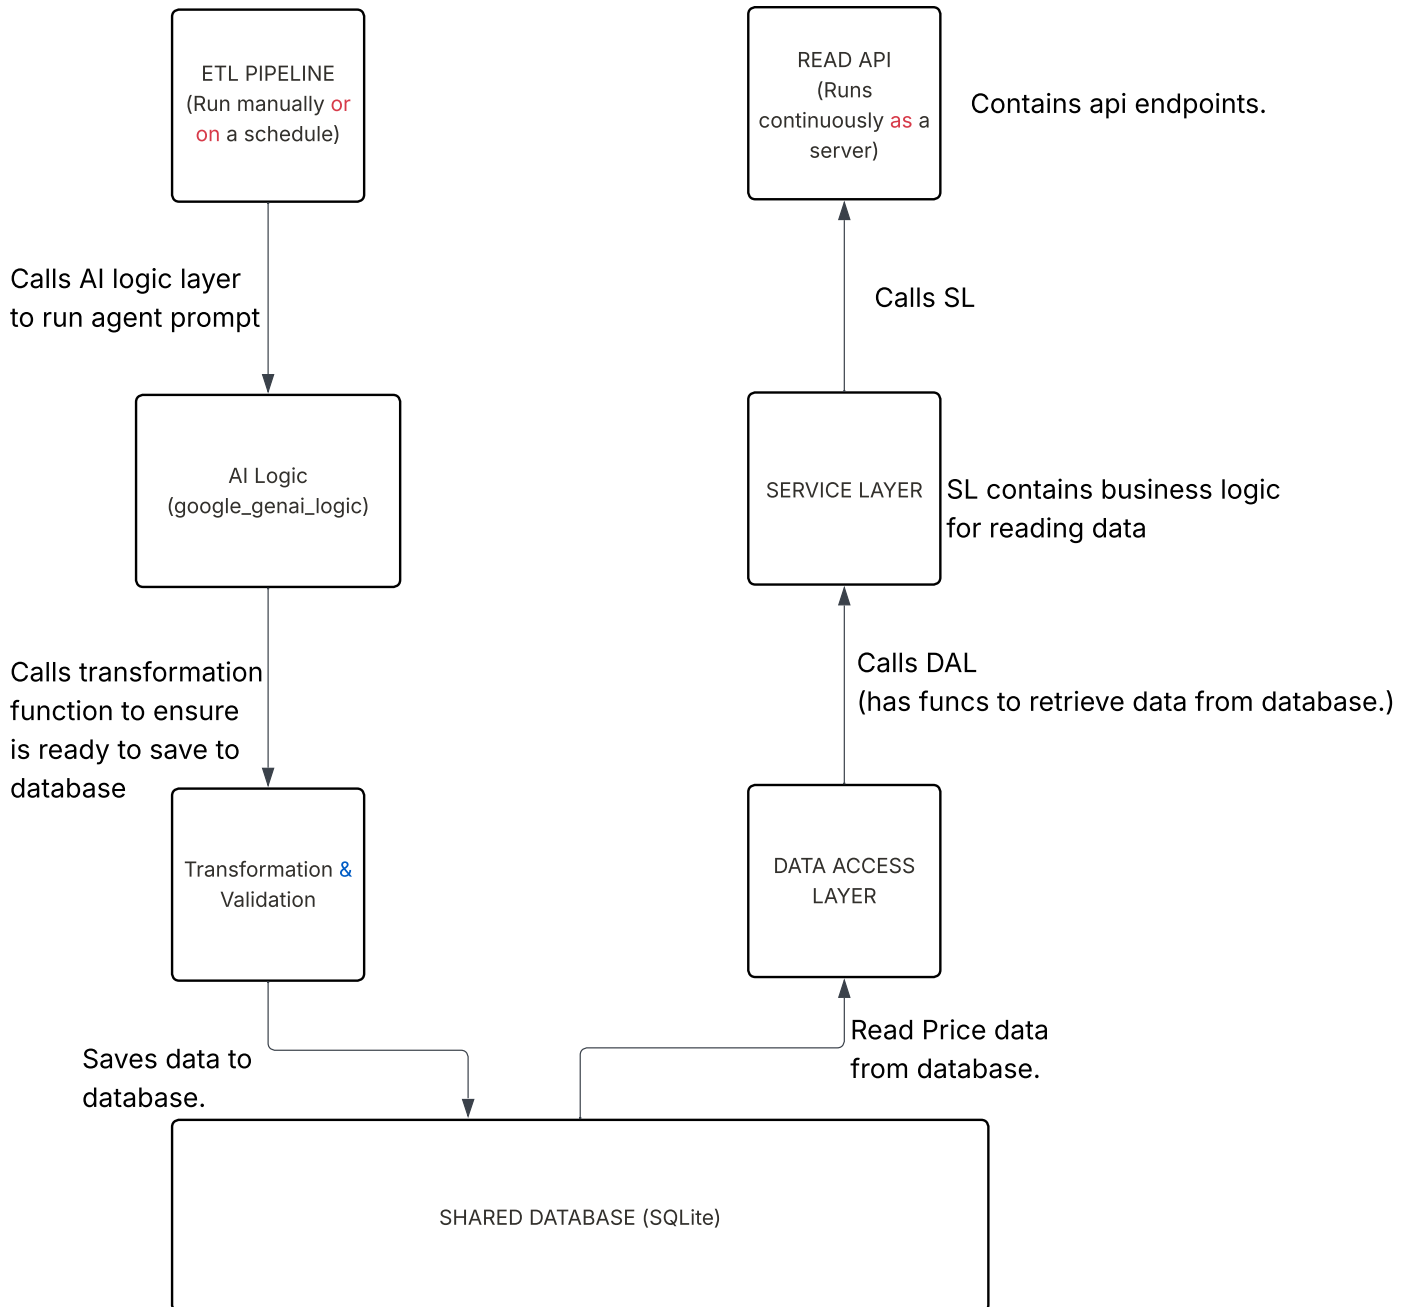 ETL PIPELINE
(Run manually or
on a schedule)
Calls AI logic layer
to run agent prompt
AI Logic
(google_genai_logic)
Calls transformation
function to ensure
is ready to save to
database
Transformation &
Validation
Saves data to
database.
SHARED DATABASE (SQLite)
READ API
(Runs
continuously as a
server)
Contains api endpoints.
Calls SL
SERVICE LAYER
SL contains business logic
for reading data
Calls DAL
(has funcs to retrieve data from database.)
DATA ACCESS
LAYER
Read Price data
from database.